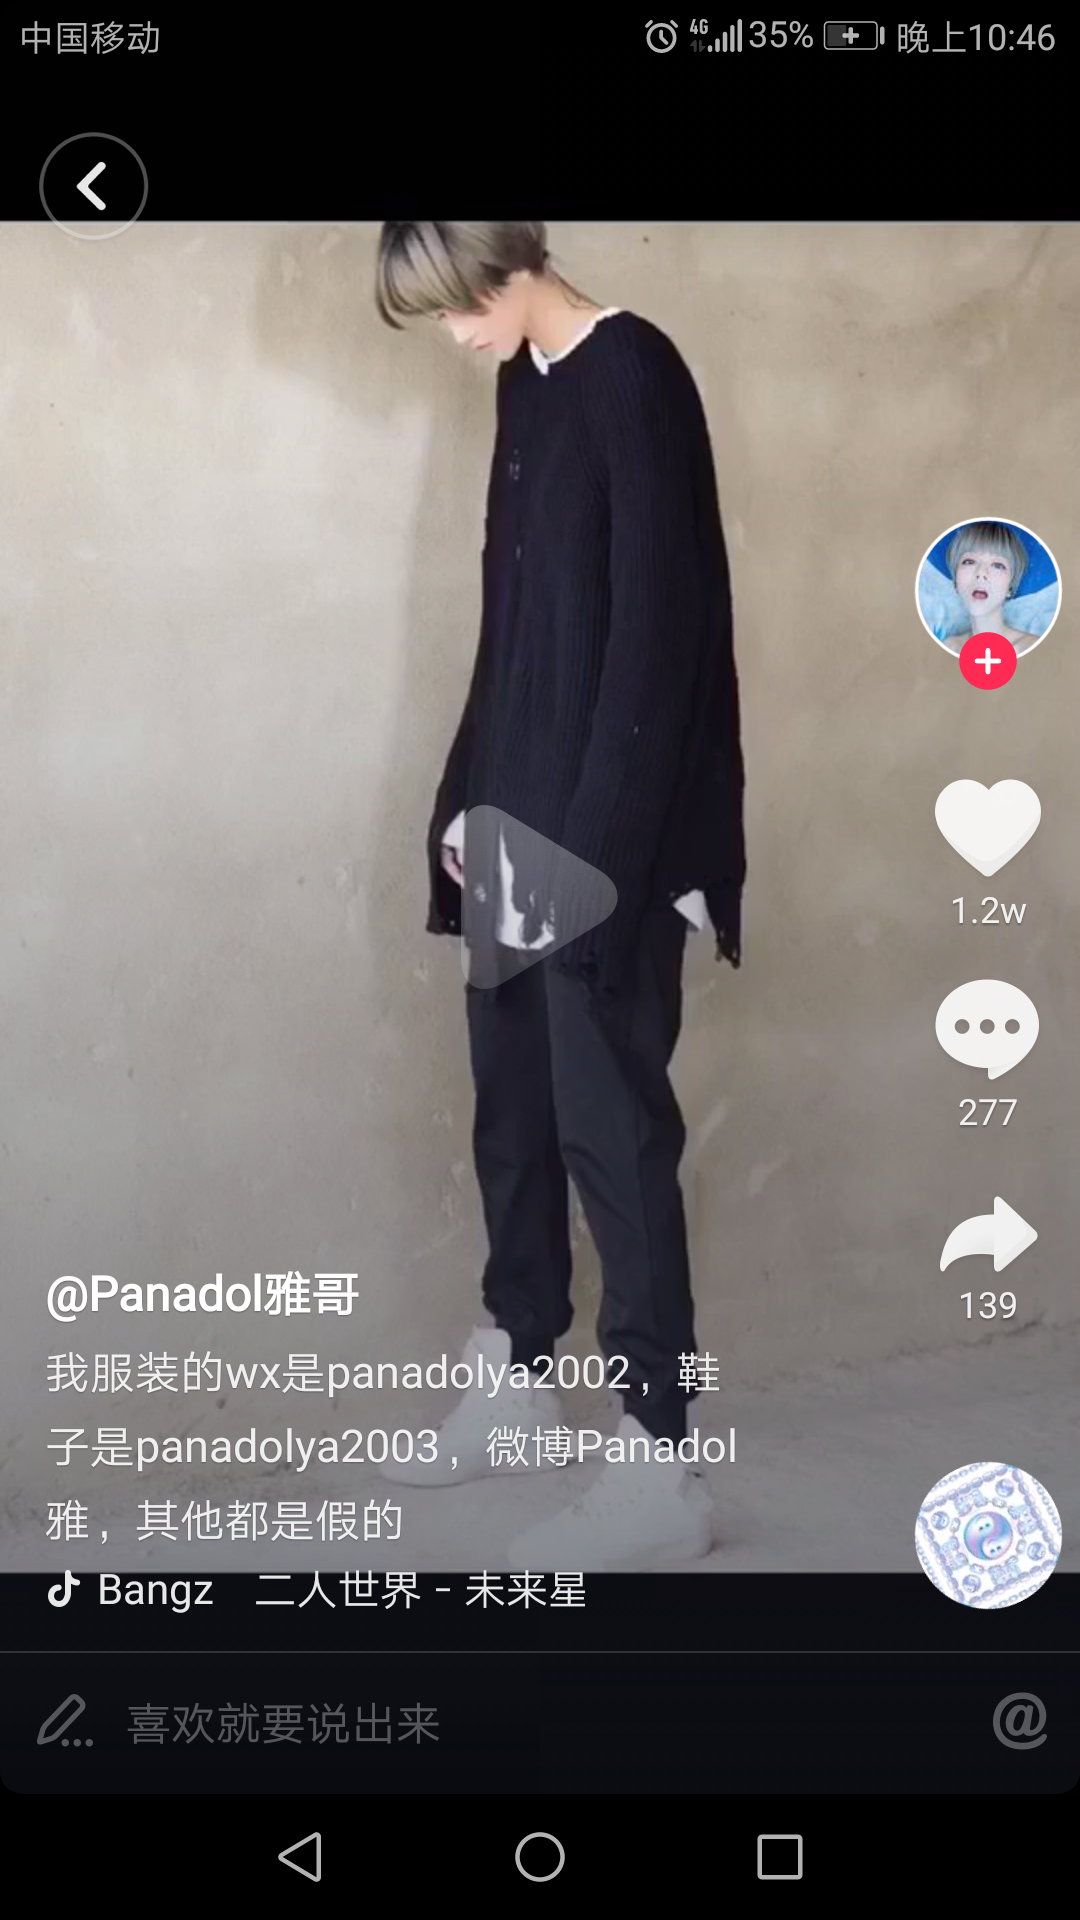 中国移动
4G 35% 晚上10:46
1.2w
277
139
@Panadol雅哥
我服装的wx是panadolya2002，鞋
子是panadolya2003，微博Panadol
雅，其他都是假的
Bangz 二人世界 - 未来星
喜欢就要说出来
@